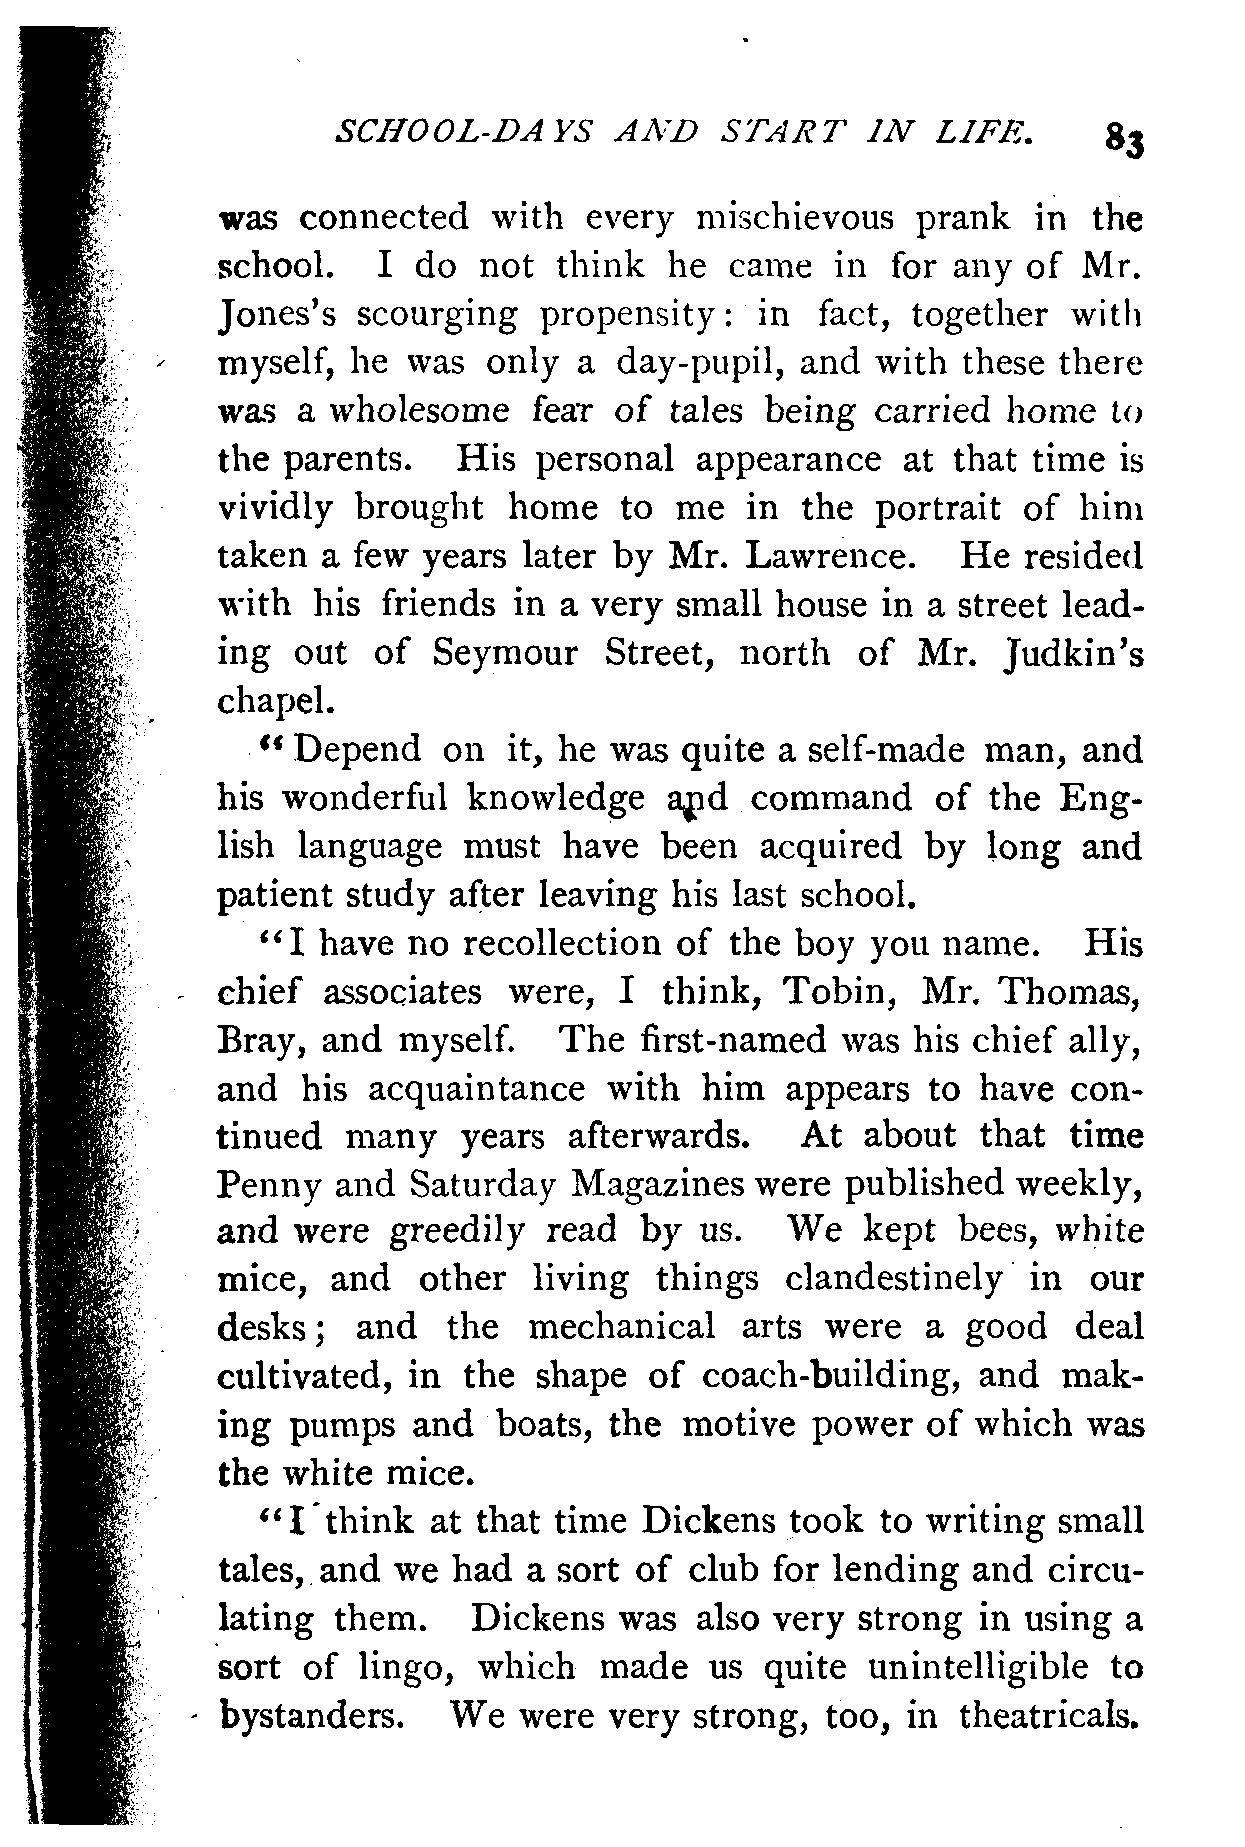 SCHOOL-DAYS AND START IN LIFE. 83
was connected with every mischievous prank in the
school. I do not think he came in for any of Mr.
Jones's scourging propensity: in fact, together with
myself, he was only a day-pupil, and with these there
was a wholesome fear of tales being carried home to
the parents. His personal appearance at that time is
vividly brought home to me in the portrait of him
taken a few years later by Mr. Lawrence. He resided
with his friends in a very small house in a street lead-
ing out of Seymour Street, north of Mr. Judkin's
chapel.
“Depend on it, he was quite a self-made man, and
his wonderful knowledge and command of the Eng-
lish language must have been acquired by long and
patient study after leaving his last school.
“I have no recollection of the boy you name. His
chief associates were, I think, Tobin, Mr. Thomas,
Bray, and myself. The first-named was his chief ally,
and his acquaintance with him appears to have con-
tinued many years afterwards. At about that time
Penny and Saturday Magazines were published weekly,
and were greedily read by us. We kept bees, white
mice, and other living things clandestinely in our
desks; and the mechanical arts were a good deal
cultivated, in the shape of coach-building, and mak-
ing pumps and boats, the motive power of which was
the white mice.
“I think at that time Dickens took to writing small
tales, and we had a sort of club for lending and circu-
lating them. Dickens was also very strong in using a
sort of lingo, which made us quite unintelligible to
bystanders. We were very strong, too, in theatricals.